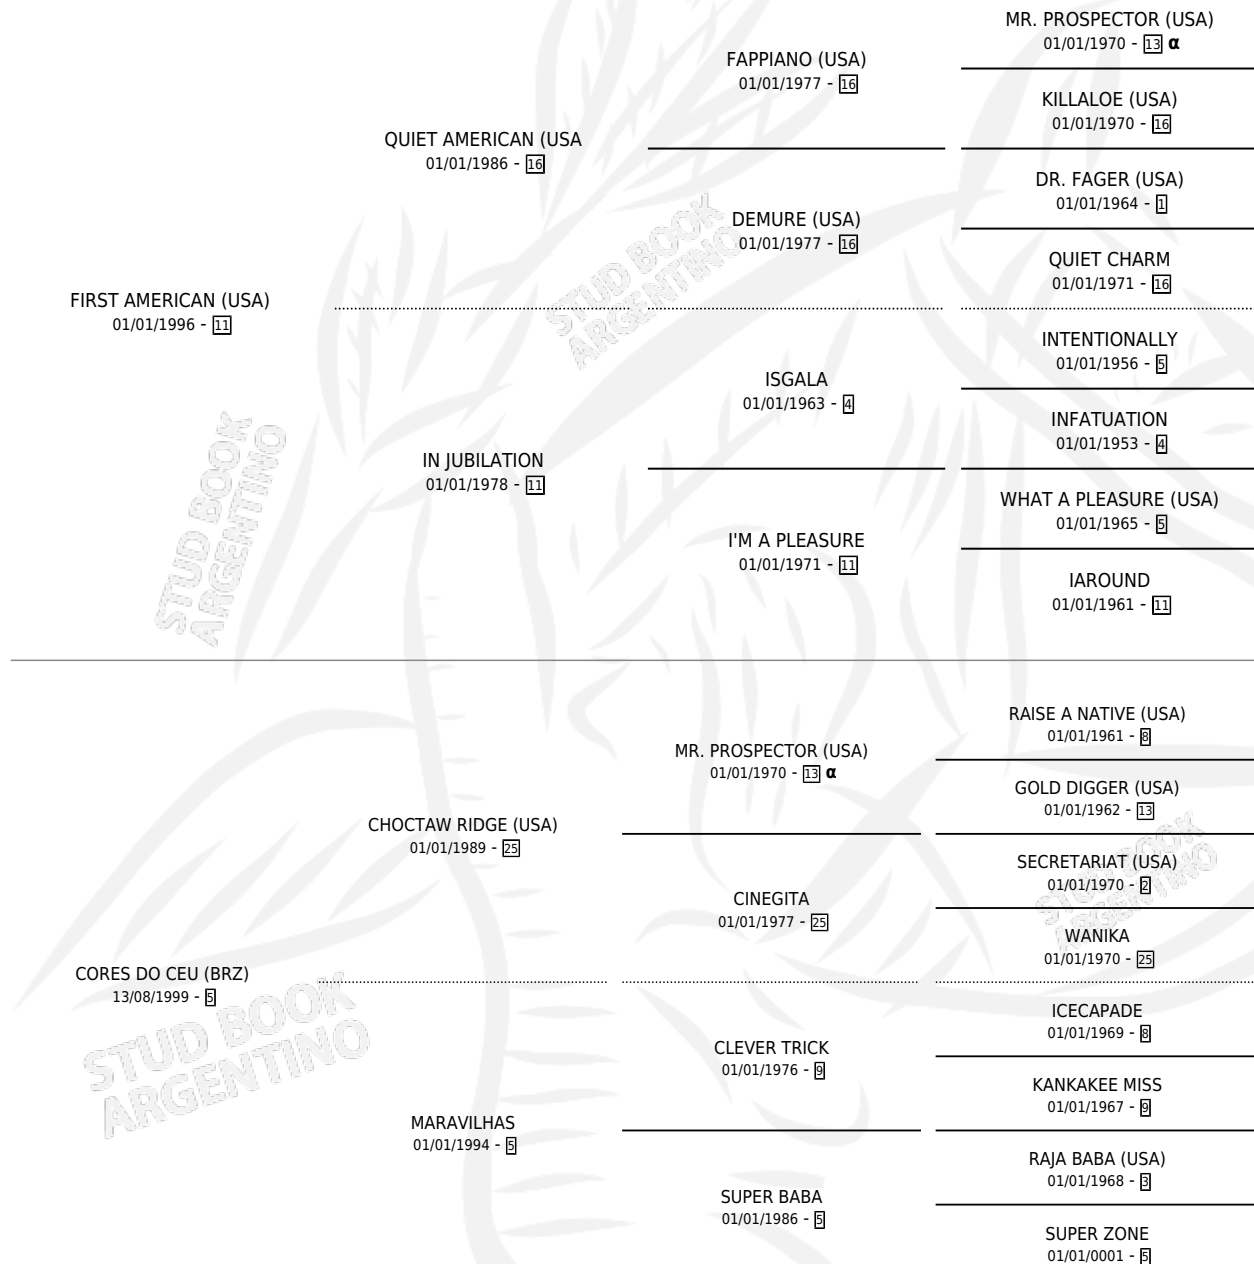 MR. PROSPECTOR (USA)
01/01/1970 - 13 α
FAPPIANO (USA)
01/01/1977 - 16
KILLALOE (USA)
01/01/1970 - 16
QUIET AMERICAN (USA
01/01/1986 - 16
DR. FAGER (USA)
01/01/1964 - 1
DEMURE (USA)
01/01/1977 - 16
QUIET CHARM
01/01/1971 - 16
FIRST AMERICAN (USA)
01/01/1996 - 11
INTENTIONALLY
01/01/1956 - 5
ISGALA
01/01/1963 - 4
INFATUATION
01/01/1953 - 4
IN JUBILATION
01/01/1978 - 11
WHAT A PLEASURE (USA)
01/01/1965 - 5
I'M A PLEASURE
01/01/1971 - 11
IAROUND
01/01/1961 - 11
RAISE A NATIVE (USA)
01/01/1961 - 8
MR. PROSPECTOR (USA)
01/01/1970 - 13 α
GOLD DIGGER (USA)
01/01/1962 - 13
CHOCTAW RIDGE (USA)
01/01/1989 - 25
SECRETARIAT (USA)
01/01/1970 - 2
CINEGITA
01/01/1977 - 25
WANIKA
01/01/1970 - 25
CORES DO CEU (BRZ)
13/08/1999 - 5
ICECAPADE
01/01/1969 - 8
CLEVER TRICK
01/01/1976 - 9
KANKAKEE MISS
01/01/1967 - 9
MARAVILHAS
01/01/1994 - 5
RAJA BABA (USA)
01/01/1968 - 3
SUPER BABA
01/01/1986 - 5
SUPER ZONE
01/01/0001 - 5
STUD BOOK
ARGENTINO
STUD BOOK
ARGENTINO
STUD BOOK
ARGENTINO
STUD BOOK
ARGENTINO